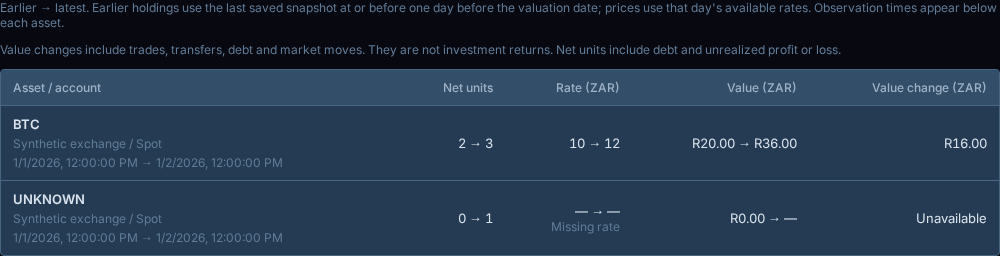 Earlier → latest. Earlier holdings use the last saved snapshot at or before one day before the valuation date; prices use that day's available rates. Observation times appear below
each asset.
Value changes include trades, transfers, debt and market moves. They are not investment returns. Net units include debt and unrealized profit or loss.
Asset / account Net units Rate (ZAR) Value (ZAR) Value change (ZAR)
BTC
Synthetic exchange / Spot 2 → 3 10 → 12 R20.00 → R36.00 R16.00
1/1/2026, 12:00:00 PM → 1/2/2026, 12:00:00 PM
UNKNOWN
Synthetic exchange / Spot 0 → 1 — → — R0.00 → — Unavailable
Missing rate
1/1/2026, 12:00:00 PM → 1/2/2026, 12:00:00 PM